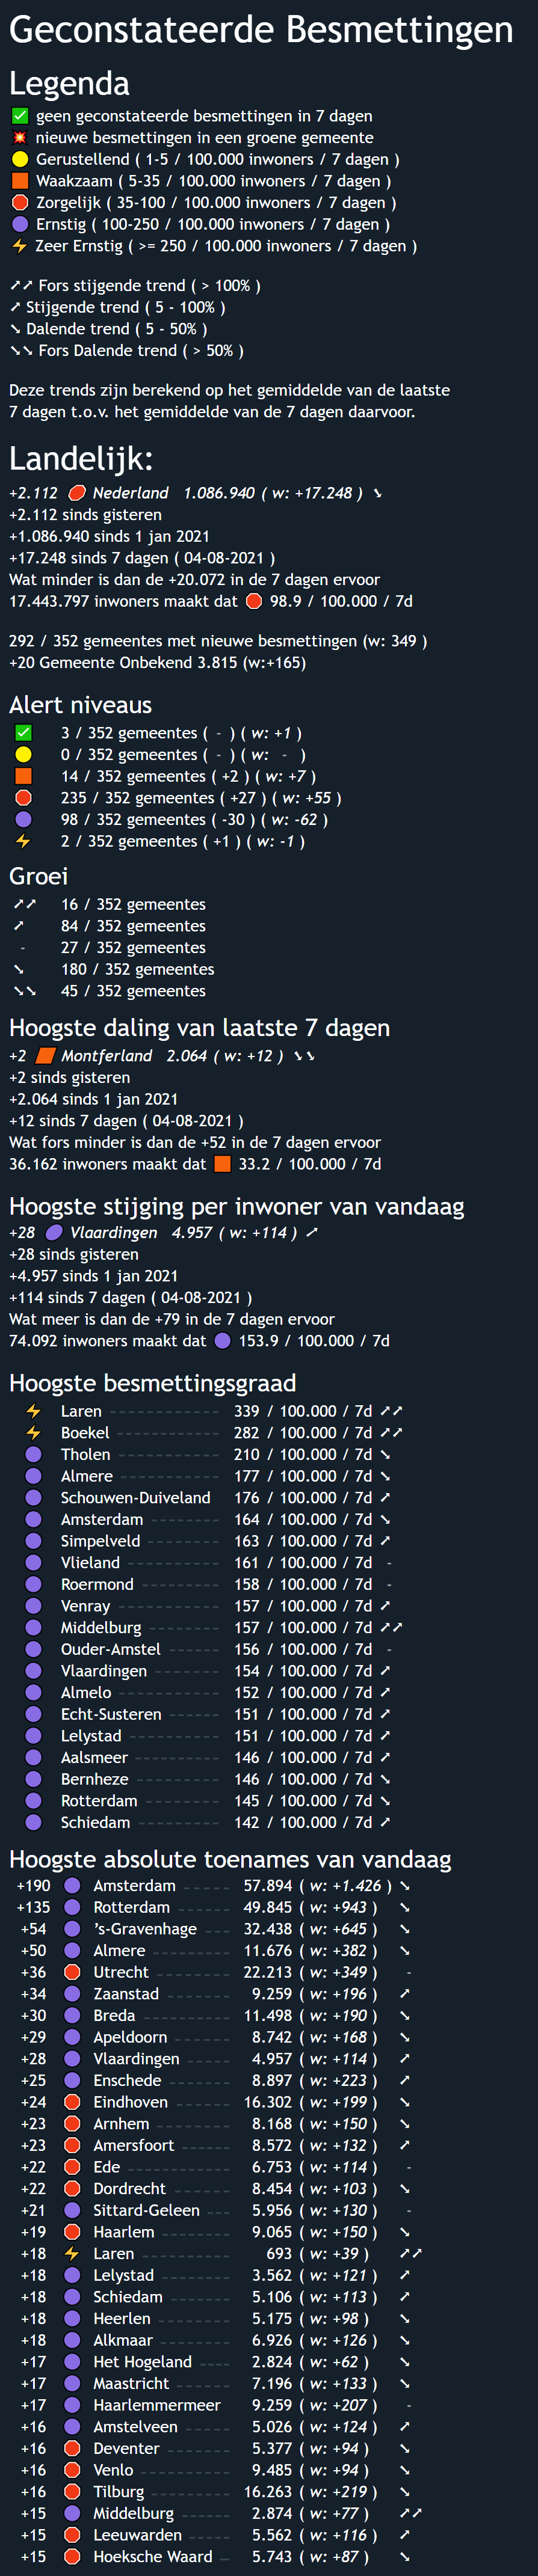 Geconstateerde Besmettingen
Legenda
✅ geen geconstateerde besmettingen in 7 dagen
💥 nieuwe besmettingen in een groene gemeente
🟡 Gerustellend ( 1-5 / 100.000 inwoners / 7 dagen )
🟧 Waakzaam ( 5-35 / 100.000 inwoners / 7 dagen )
🛑 Zorgelijk ( 35-100 / 100.000 inwoners / 7 dagen )
🟣 Ernstig ( 100-250 / 100.000 inwoners / 7 dagen )
⚡ Zeer Ernstig ( >= 250 / 100.000 inwoners / 7 dagen )
➚➚ Fors stijgende trend ( > 100% )
➚ Stijgende trend ( 5 - 100% )
➘ Dalende trend ( 5 - 50% )
➘➘ Fors Dalende trend ( > 50% )
Deze trends zijn berekend op het gemiddelde van de laatste
7 dagen t.o.v. het gemiddelde van de 7 dagen daarvoor.
Landelijk:
+2.112 🛑 Nederland 1.086.940 ( w: +17.248 ) ➘
+2.112 sinds gisteren
+1.086.940 sinds 1 jan 2021
+17.248 sinds 7 dagen ( 04-08-2021 )
Wat minder is dan de +20.072 in de 7 dagen ervoor
17.443.797 inwoners maakt dat 🛑 98.9 / 100.000 / 7d
292 / 352 gemeentes met nieuwe besmettingen (w: 349 )
+20 Gemeente Onbekend 3.815 (w:+165)
Alert niveaus
✅ 3 / 352 gemeentes ( - ) ( w: +1 )
🟡 0 / 352 gemeentes ( - ) ( w: - )
🟧 14 / 352 gemeentes ( +2 ) ( w: +7 )
🛑 235 / 352 gemeentes ( +27 ) ( w: +55 )
🟣 98 / 352 gemeentes ( -30 ) ( w: -62 )
⚡ 2 / 352 gemeentes ( +1 ) ( w: -1 )
Groei
➚➚ 16 / 352 gemeentes
➚ 84 / 352 gemeentes
- 27 / 352 gemeentes
➘ 180 / 352 gemeentes
➘➘ 45 / 352 gemeentes
Hoogste daling van laatste 7 dagen
+2 🟧 Montferland 2.064 ( w: +12 ) ➘➘
+2 sinds gisteren
+2.064 sinds 1 jan 2021
+12 sinds 7 dagen ( 04-08-2021 )
Wat fors minder is dan de +52 in de 7 dagen ervoor
36.162 inwoners maakt dat 🟧 33.2 / 100.000 / 7d
Hoogste stijging per inwoner van vandaag
+28 🟣 Vlaardingen 4.957 ( w: +114 ) ➚
+28 sinds gisteren
+4.957 sinds 1 jan 2021
+114 sinds 7 dagen ( 04-08-2021 )
Wat meer is dan de +79 in de 7 dagen ervoor
74.092 inwoners maakt dat 🟣 153.9 / 100.000 / 7d
Hoogste besmettingsgraad
⚡ Laren 339 / 100.000 / 7d ➚➚
⚡ Boekel 282 / 100.000 / 7d ➚➚
🟣 Tholen 210 / 100.000 / 7d ➘
🟣 Almere 177 / 100.000 / 7d ➘
🟣 Schouwen-Duiveland 176 / 100.000 / 7d ➚
🟣 Amsterdam 164 / 100.000 / 7d ➘
🟣 Simpelveld 163 / 100.000 / 7d ➚
🟣 Vlieland 161 / 100.000 / 7d -
🟣 Roermond 158 / 100.000 / 7d -
🟣 Venray 157 / 100.000 / 7d ➚
🟣 Middelburg 157 / 100.000 / 7d ➚➚
🟣 Ouder-Amstel 156 / 100.000 / 7d -
🟣 Vlaardingen 154 / 100.000 / 7d ➚
🟣 Almelo 152 / 100.000 / 7d ➚
🟣 Echt-Susteren 151 / 100.000 / 7d ➚
🟣 Lelystad 151 / 100.000 / 7d ➚
🟣 Aalsmeer 146 / 100.000 / 7d ➚
🟣 Bernheze 146 / 100.000 / 7d ➘
🟣 Rotterdam 145 / 100.000 / 7d ➘
🟣 Schiedam 142 / 100.000 / 7d ➚
Hoogste absolute toenames van vandaag
+190 🟣 Amsterdam 57.894 ( w: +1.426 ) ➘
+135 🟣 Rotterdam 49.845 ( w: +943 ) ➘
+54 🟣 's-Gravenhage 32.438 ( w: +645 ) ➘
+50 🟣 Almere 11.676 ( w: +382 ) ➘
+36 🛑 Utrecht 22.213 ( w: +349 ) -
+34 🟣 Zaanstad 9.259 ( w: +196 ) ➚
+30 🟣 Breda 11.498 ( w: +190 ) ➘
+29 🟣 Apeldoorn 8.742 ( w: +168 ) ➘
+28 🟣 Vlaardingen 4.957 ( w: +114 ) ➚
+25 🟣 Enschede 8.897 ( w: +223 ) ➚
+24 🛑 Eindhoven 16.302 ( w: +199 ) ➘
+23 🛑 Arnhem 8.168 ( w: +150 ) ➘
+23 🛑 Amersfoort 8.572 ( w: +132 ) ➚
+22 🛑 Ede 6.753 ( w: +114 ) -
+22 🛑 Dordrecht 8.454 ( w: +103 ) ➘
+21 🟣 Sittard-Geleen 5.956 ( w: +130 ) -
+19 🛑 Haarlem 9.065 ( w: +150 ) ➘
+18 ⚡ Laren 693 ( w: +39 ) ➚➚
+18 🟣 Lelystad 3.562 ( w: +121 ) ➚
+18 🟣 Schiedam 5.106 ( w: +113 ) ➚
+18 🟣 Heerlen 5.175 ( w: +98 ) ➘
+18 🟣 Alkmaar 6.926 ( w: +126 ) ➘
+17 🟣 Het Hogeland 2.824 ( w: +62 ) ➘
+17 🟣 Maastricht 7.196 ( w: +133 ) ➘
+17 🟣 Haarlemmermeer 9.259 ( w: +207 ) -
+16 🟣 Amstelveen 5.026 ( w: +124 ) ➚
+16 🛑 Deventer 5.377 ( w: +94 ) ➘
+16 🛑 Venlo 9.485 ( w: +94 ) ➘
+16 🛑 Tilburg 16.263 ( w: +219 ) ➘
+15 🟣 Middelburg 2.874 ( w: +77 ) ➚➚
+15 🛑 Leeuwarden 5.562 ( w: +116 ) ➚
+15 🛑 Hoeksche Waard 5.743 ( w: +87 ) ➘